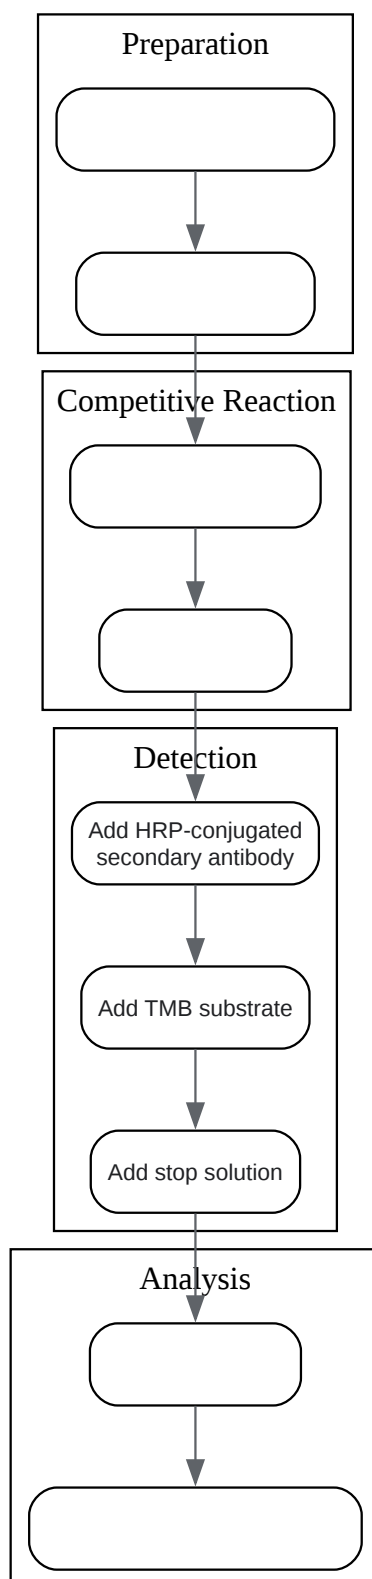 Preparation
Competitive Reaction
Detection
Add HRP-conjugated
secondary antibody
Add TMB substrate
Add stop solution
Analysis